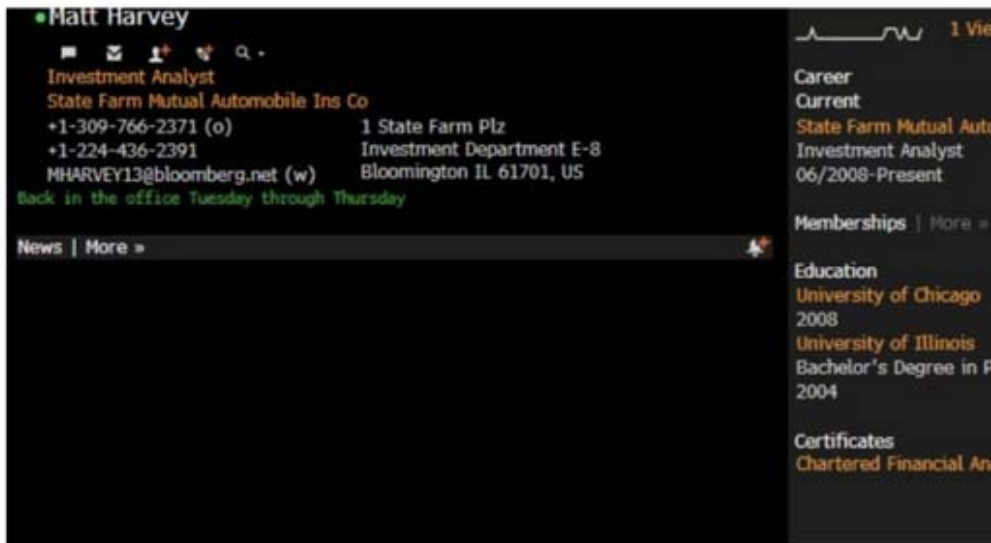 Matt Harvey
Investment Analyst
State Farm Mutual Automobile Ins Co
+1-309-766-2371 (o)
1 State Farm Plz
+1-224-436-2391
Investment Department E-8
MHARVEY13@bloomberg.net (w)
Bloomington IL 61701, US
Back in the office Tuesday through Thursday
News | More »
1 Vie
Career
Current
State Farm Mutual Auto
Investment Analyst
06/2008-Present
Memberships | More »
Education
University of Chicago
2008
University of Illinois
Bachelor's Degree in P
2004
Certificates
Chartered Financial An